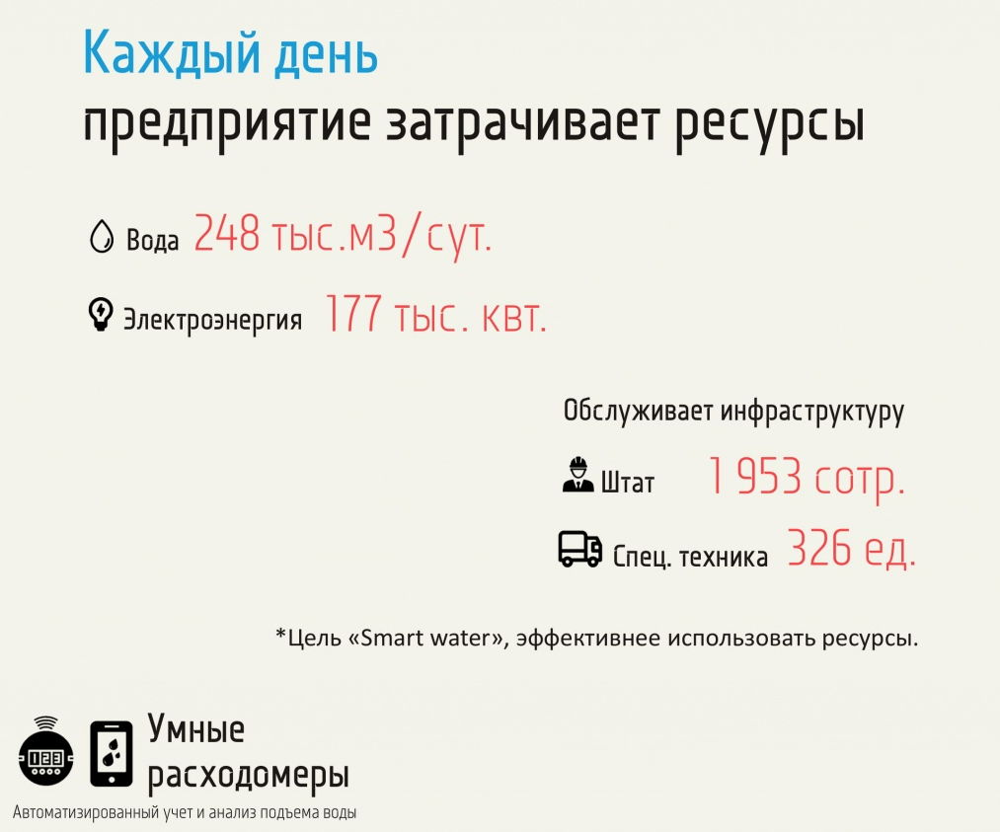 Каждый день
предприятие затрачивает ресурсы
Вода 248 тыс.м3/сут.
Электроэнергия 177 тыс. квт.
Обслуживает инфраструктуру
Штат 1 953 сотр.
Спец. техника 326 ед.
*Цель «Smart water», эффективнее использовать ресурсы.
123
Умные
расходомеры
Автоматизированный учет и анализ подъема воды